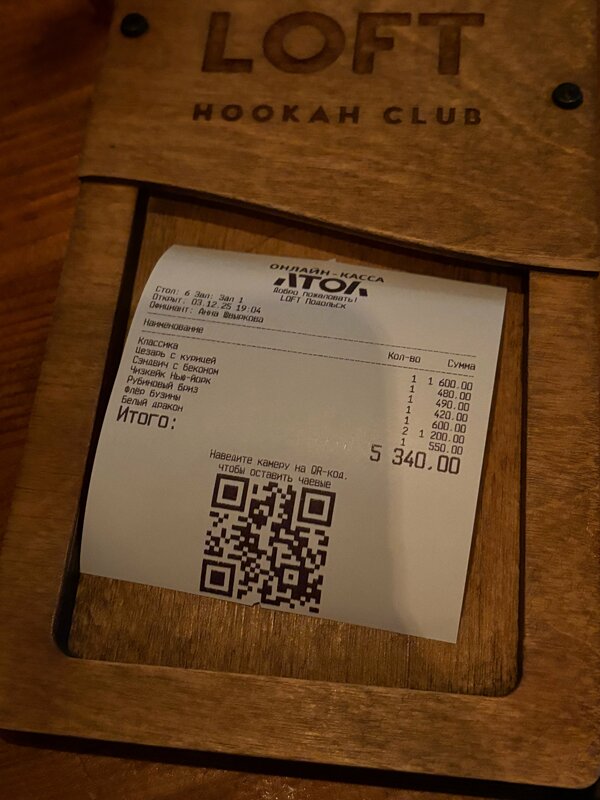 LOFT
HOOKAH CLUB
ОНЛАЙН-КАССА
АТОЛ
Добро пожаловать!
LOFT Подольск
Стол: 6 Зал: Зал 1
Открыт: 03.12.25 19:04
Официант: Анна Шмыркова
Наименование Кол-во Сумма
Классика 1 1 600.00
Цезарь с курицей 1 480.00
Сэндвич с беконом 1 490.00
Чизкейк Нью-йорк 1 420.00
Рубиновый Бриз 1 600.00
Флёр бузины 2 1 200.00
Белый дракон 1 550.00
Итого: 5 340.00
Наведите камеру на QR-код,
чтобы оставить чаевые